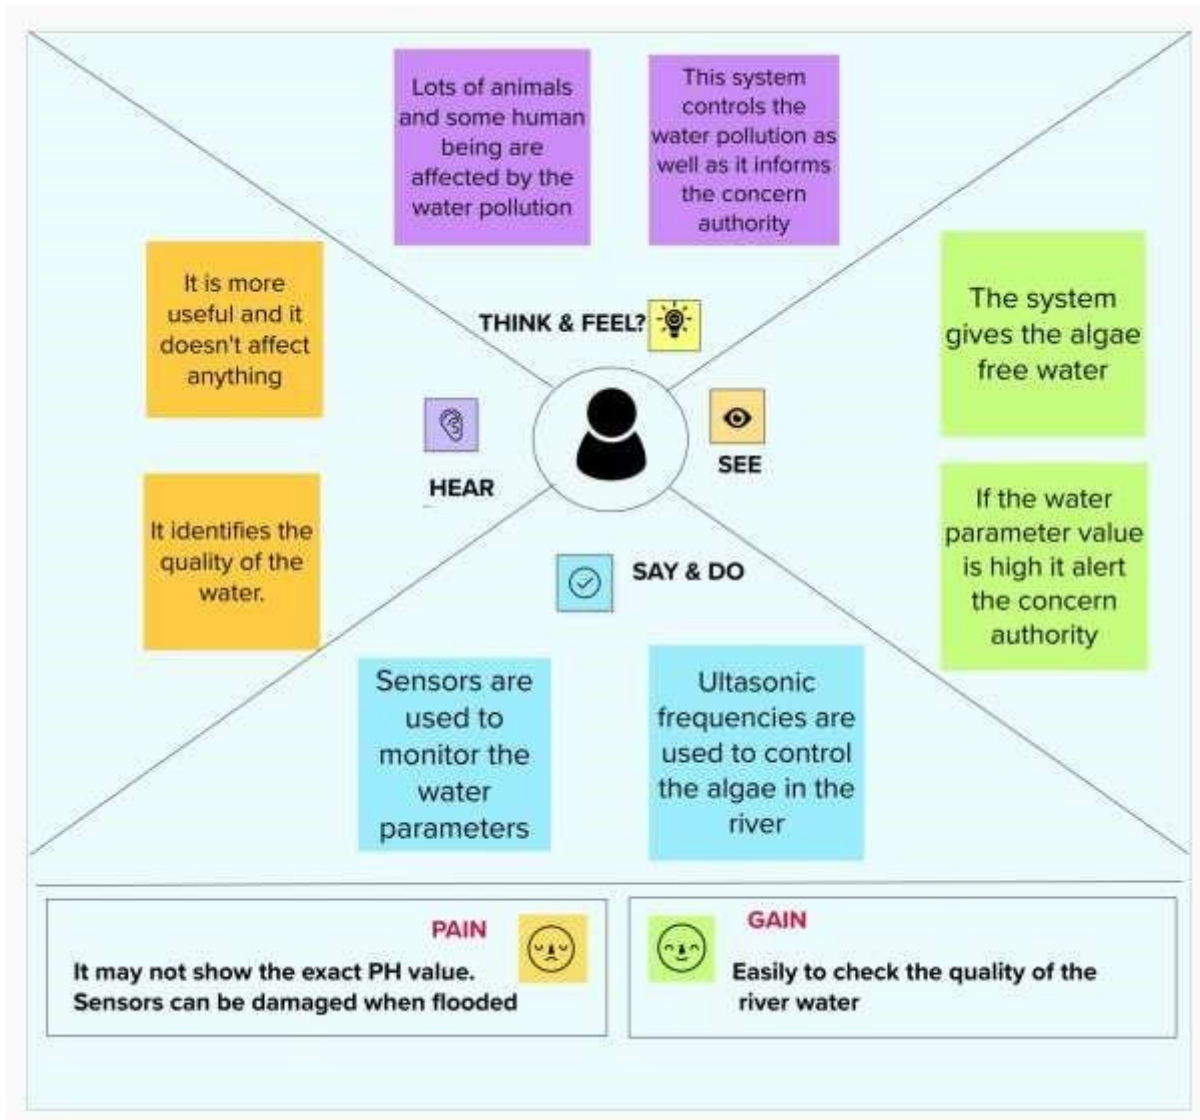 Lots of animals
and some human
being are
affected by the
water pollution
This system
controls the
water pollution as
well as it informs
the concern
authority
THINK & FEEL?
It is more
useful and it
doesn't affect
anything
It identifies the
quality of the
water.
HEAR
SEE
The system
gives the algae
free water
If the water
parameter value
is high it alert
the concern
authority
SAY & DO
Sensors are
used to
monitor the
water
parameters
Ultasonic
frequencies are
used to control
the algae in the
river
PAIN
It may not show the exact PH value.
Sensors can be damaged when flooded
GAIN
Easily to check the quality of the
river water